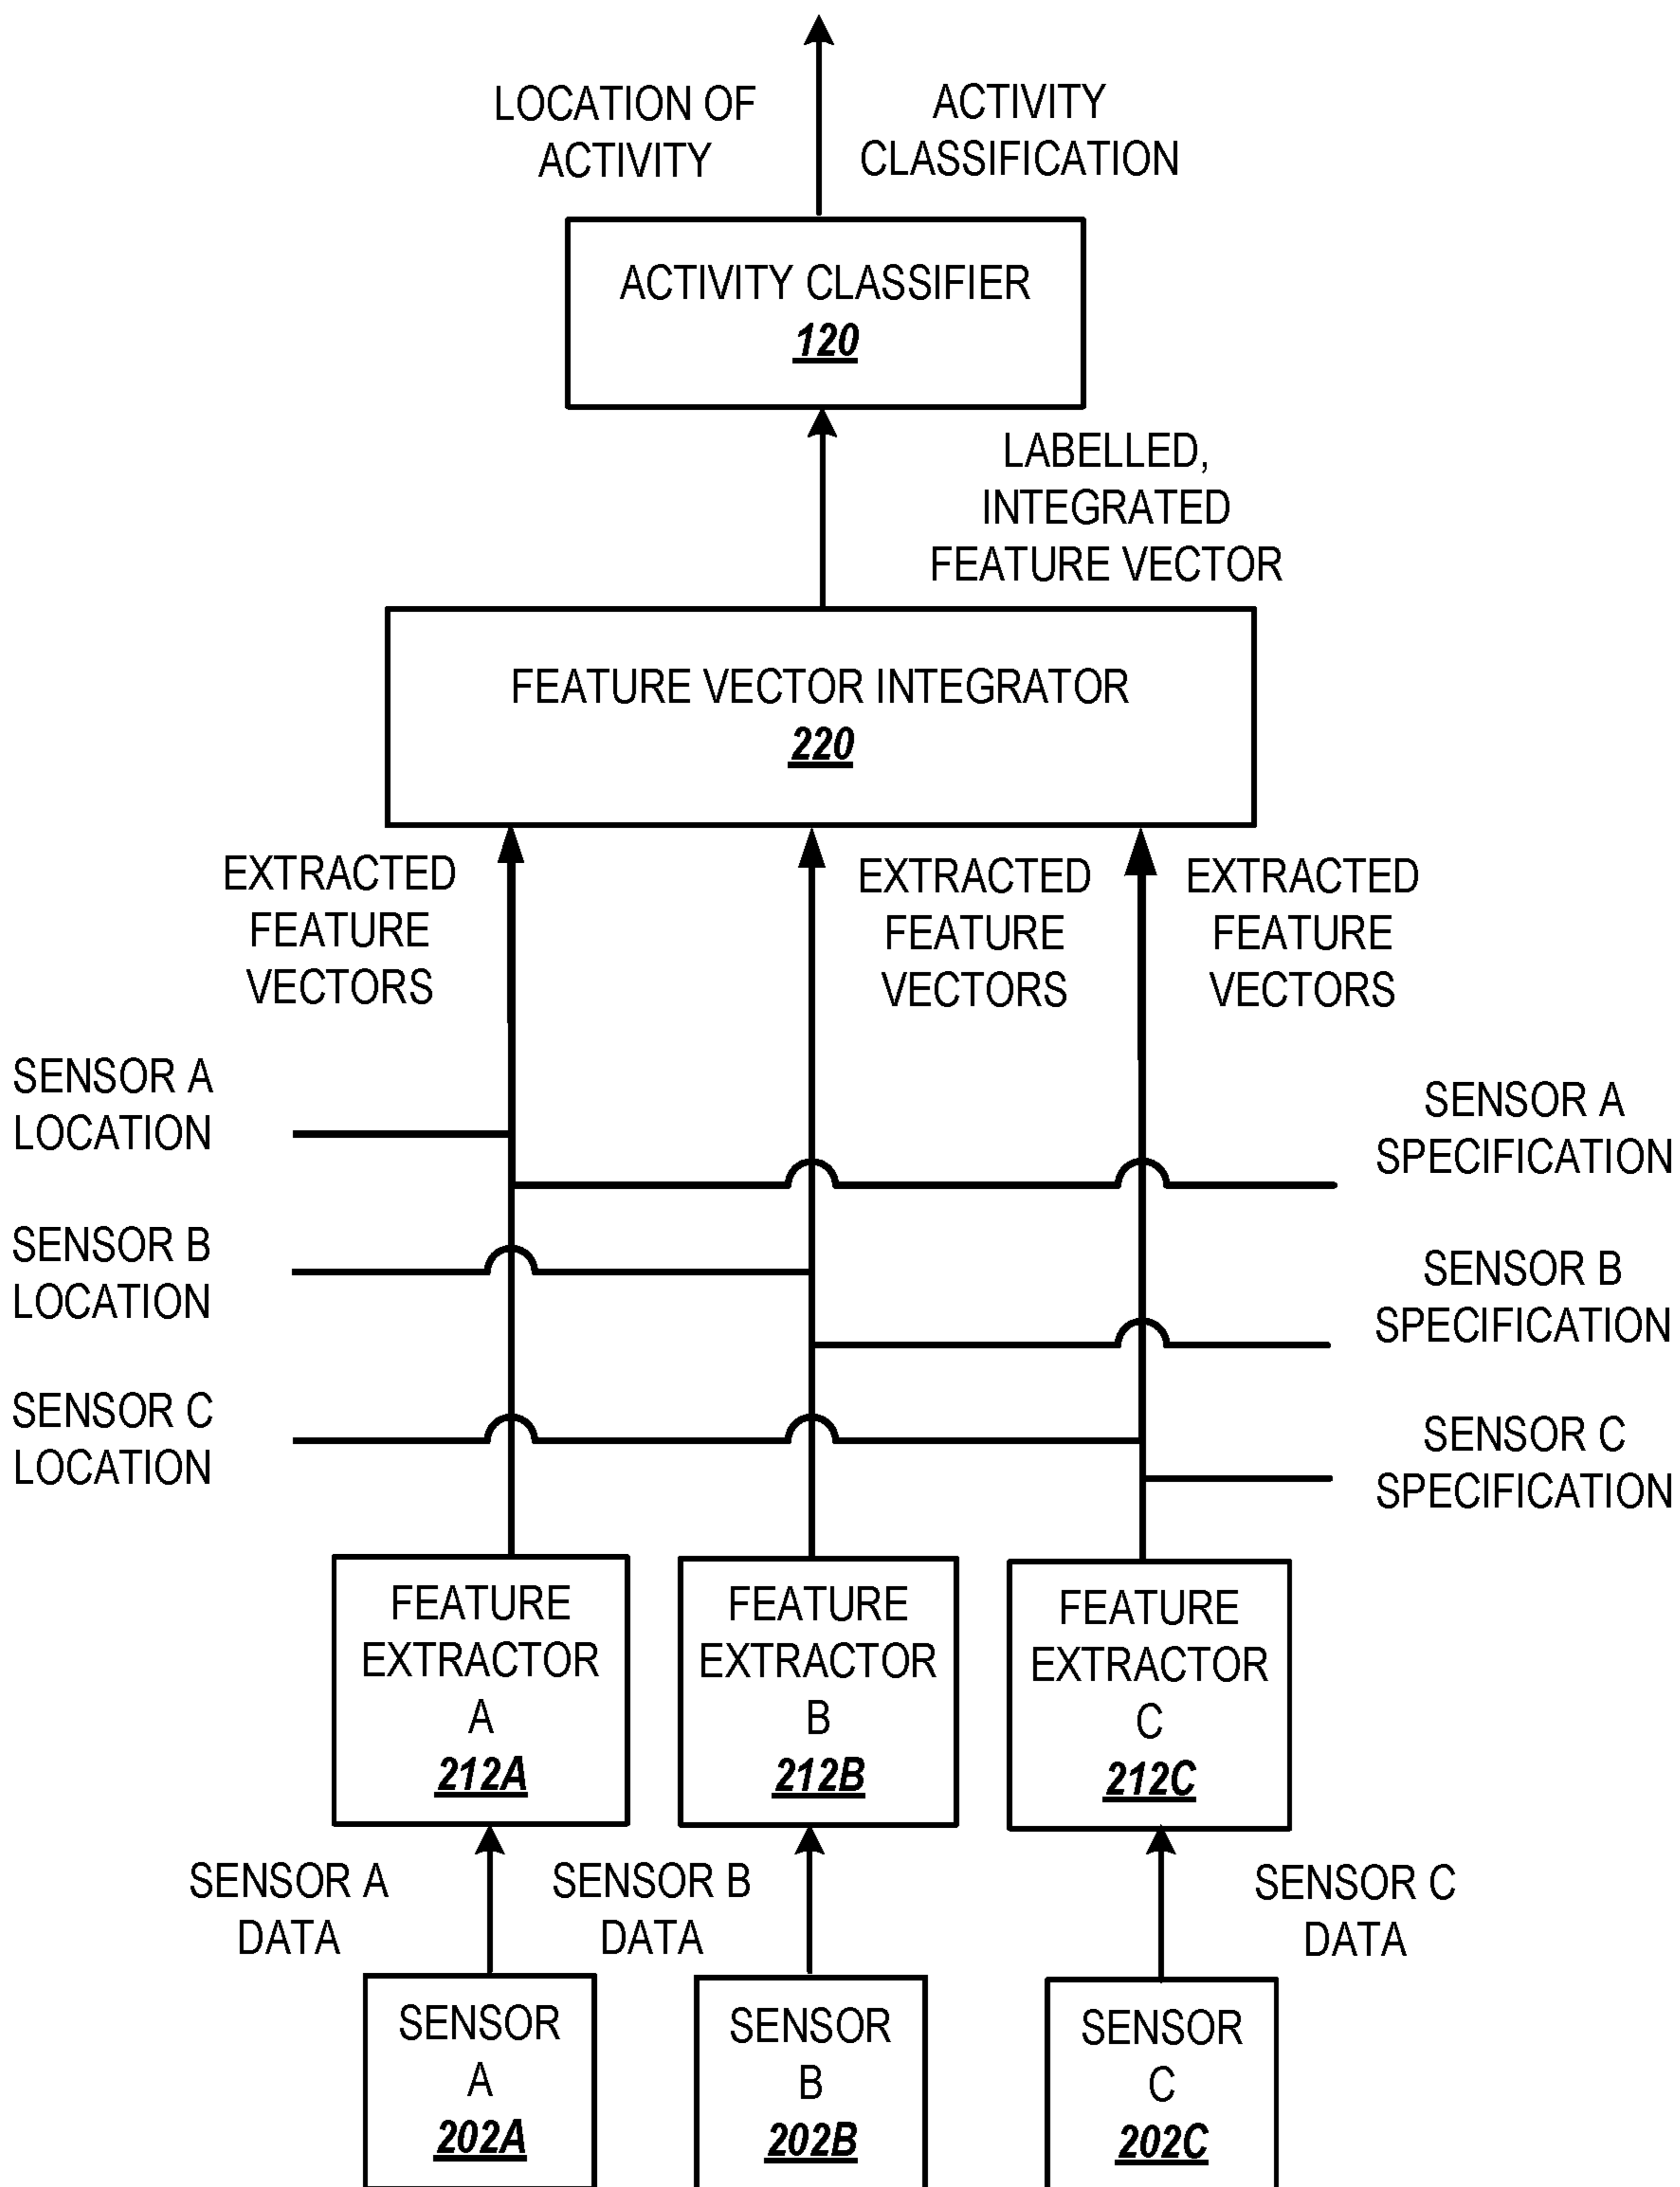 LOCATION OF
ACTIVITY
ACTIVITY
CLASSIFICATION
ACTIVITY CLASSIFIER
120
LABELLED,
INTEGRATED
FEATURE VECTOR
FEATURE VECTOR INTEGRATOR
220
EXTRACTED
FEATURE
VECTORS
EXTRACTED
FEATURE
VECTORS
EXTRACTED
FEATURE
VECTORS
SENSOR A
LOCATION
SENSOR A
SPECIFICATION
SENSOR B
LOCATION
SENSOR B
SPECIFICATION
SENSOR C
LOCATION
SENSOR C
SPECIFICATION
FEATURE
EXTRACTOR
A
212A
FEATURE
EXTRACTOR
B
212B
FEATURE
EXTRACTOR
C
212C
SENSOR A
DATA
SENSOR B
DATA
SENSOR C
DATA
SENSOR
A
202A
SENSOR
B
202B
SENSOR
C
202C